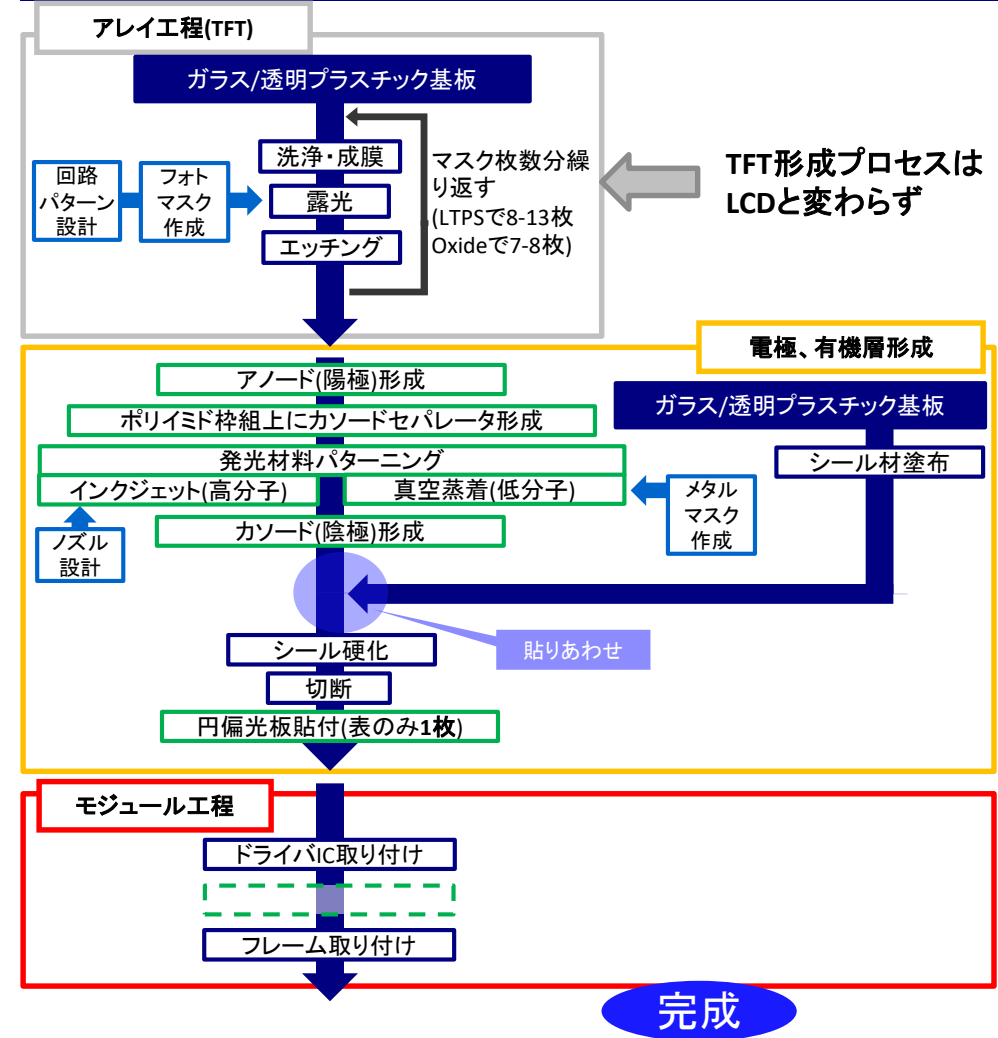 アレイ工程(TFT)
ガラス/透明プラスチック基板
洗浄・成膜
露光
エッチング
回路
パターン
設計
フォト
マスク
作成
マスク枚数分繰
り返す
(LTPSで8-13枚
Oxideで7-8枚)
TFT形成プロセスは
LCDと変わらず
電極、有機層形成
アノード(陽極)形成
ポリイミド枠組上にカソードセパレータ形成
発光材料パターニング
インクジェット(高分子)
真空蒸着(低分子)
ノズル
設計
メタル
マスク
作成
カソード(陰極)形成
ガラス/透明プラスチック基板
シール材塗布
貼りあわせ
シール硬化
切断
円偏光板貼付(表のみ1枚)
モジュール工程
ドライバIC取り付け
フレーム取り付け
完成